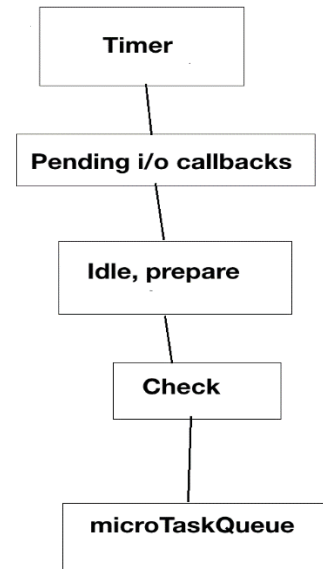 Timer
Pending i/o callbacks
Idle, prepare
Check
microTaskQueue